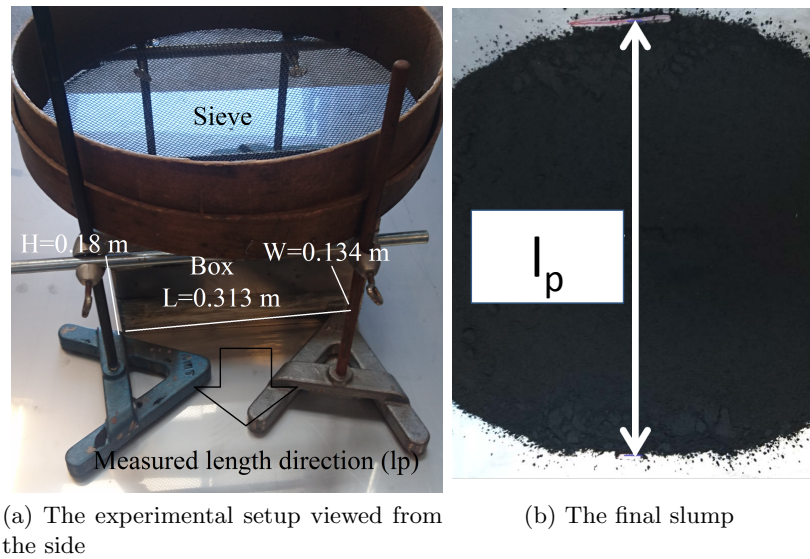 Sieve
H=0.18 m
W=0.134 m
Box
L=0.313 m
Measured length direction (lp)
lp
(a) The experimental setup viewed from
the side
(b) The final slump